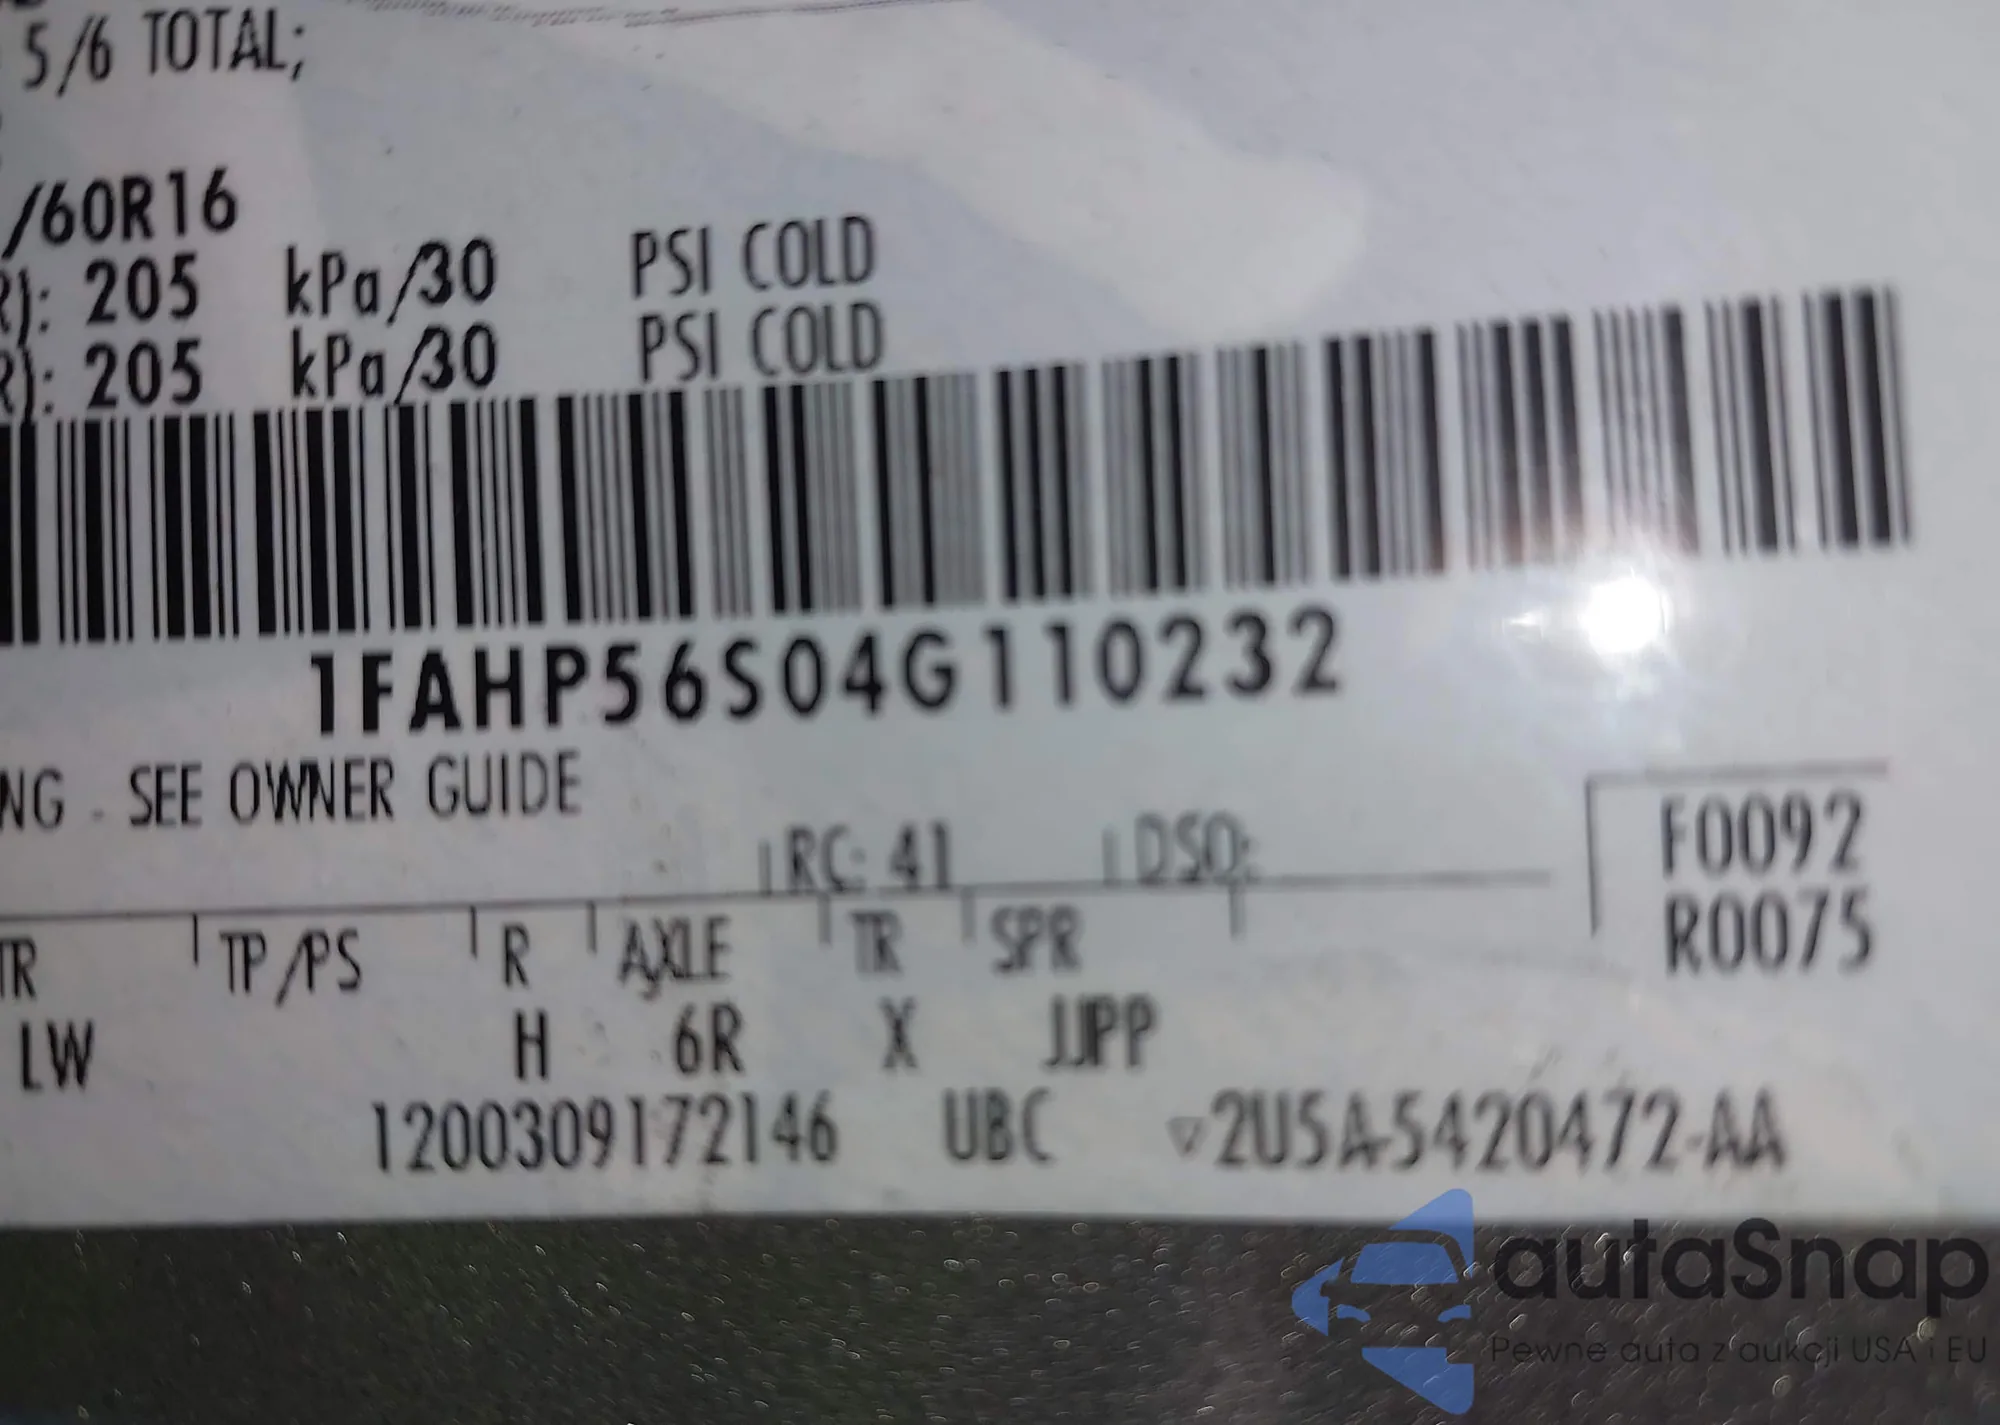 5/6 TOTAL;
/60R16
R): 205 kPa/30 PSI COLD
R): 205 kPa/30 PSI COLD
1FAHP56S04G110232
NG - SEE OWNER GUIDE
RC: 41 DSO:
F0092
R0075
TR TP/PS R AXLE TR SPR
LW H 6R X JJPP
1200309172146 UBC ▽2U5A-5420472-AA
autaSnap
Pewne auta z aukcji USA i EU